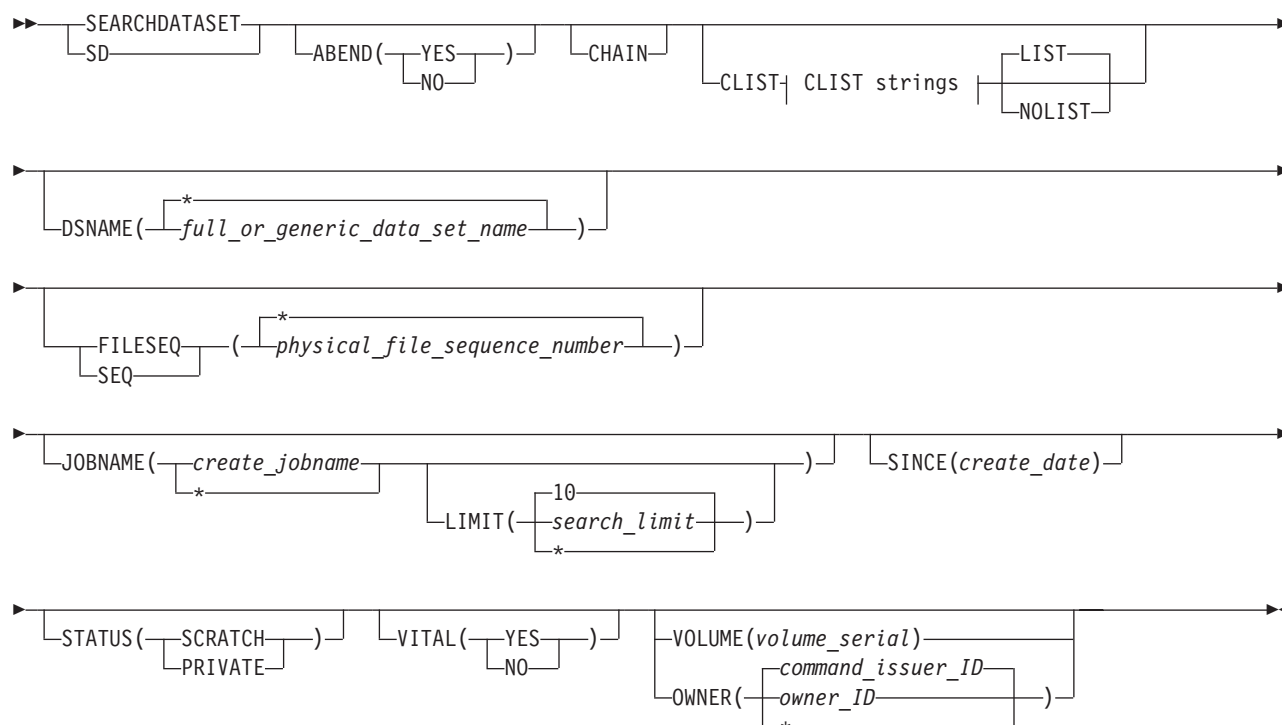 SEARCHDATASET
SD
ABEND( YES )
NO
CHAIN
CLIST CLIST strings
LIST
NOLIST
DSNAME( * )
full_or_generic_data_set_name
FILESEQ
SEQ
( * )
physical_file_sequence_number
JOBNAME( create_jobname
*
LIMIT( 10
search_limit )
*
)
SINCE(create_date)
STATUS( SCRATCH )
PRIVATE
VITAL( YES )
NO
VOLUME(volume_serial)
OWNER( command_issuer_ID
owner_ID )
*